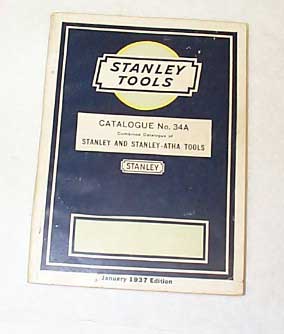 STANLEY
TOOLS
CATALOGUE No. 34A
Combined Catalogue of
STANLEY AND STANLEY-ATHA TOOLS
STANLEY
January 1937 Edition